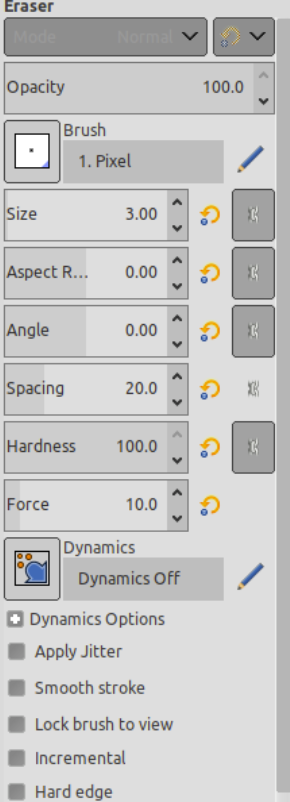 Eraser
Mode Normal
Opacity 100.0
Brush
1. Pixel
Size 3.00
Aspect R... 0.00
Angle 0.00
Spacing 20.0
Hardness 100.0
Force 10.0
Dynamics
Dynamics Off
Dynamics Options
Apply Jitter
Smooth stroke
Lock brush to view
Incremental
Hard edge